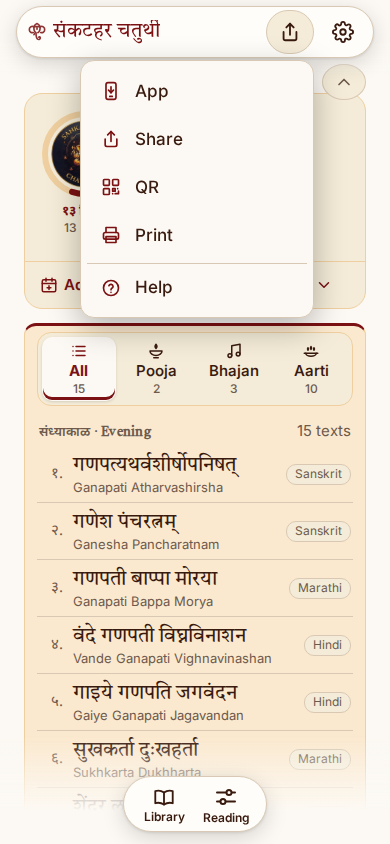 संकटहर चतुर्थी
App
Share
QR
Print
Help
१३
13
All
15
Pooja
2
Bhajan
3
Aarti
10
संध्याकाळ · Evening
15 texts
१. गणपत्यथर्वशीर्षोपनिषत् Sanskrit
Ganapati Atharvashirsha
२. गणेश पंचरत्नम् Sanskrit
Ganesha Pancharatnam
३. गणपती बाप्पा मोरया Marathi
Ganapati Bappa Morya
४. वंदे गणपती विघ्नविनाशन Hindi
Vande Ganapati Vighnavinashan
५. गाइये गणपति जगवंदन Hindi
Gaiye Ganapati Jagavandan
६. सुखकर्ता दुःखहर्ता Marathi
Sukhkarta Dukhharta
Library
Reading